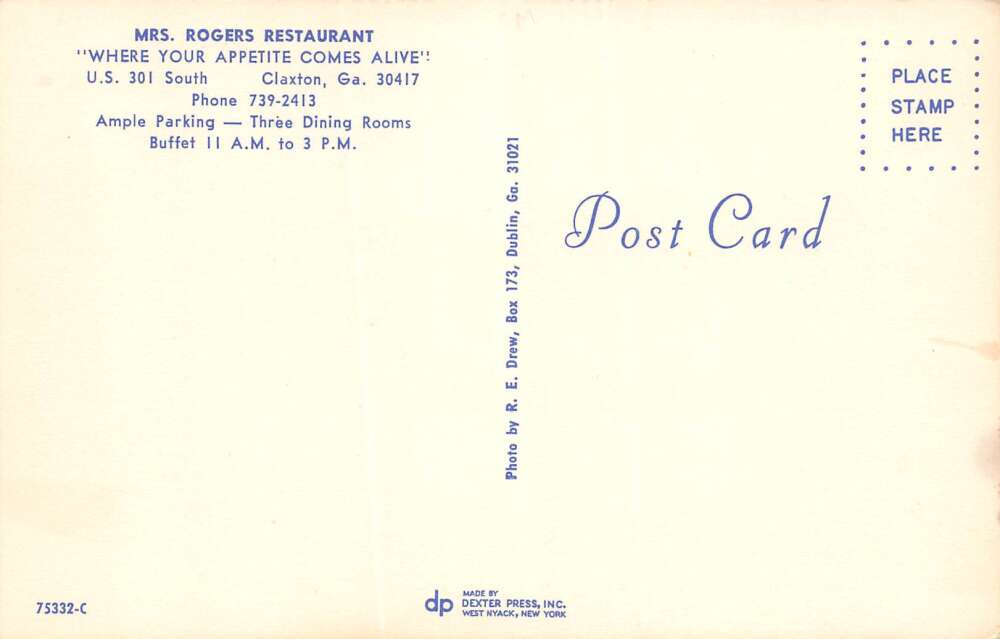 MRS. ROGERS RESTAURANT
"WHERE YOUR APPETITE COMES ALIVE"
U.S. 301 South Claxton, Ga. 30417
Phone 739-2413
Ample Parking — Three Dining Rooms
Buffet 11 A.M. to 3 P.M.
PLACE
STAMP
HERE
Post Card
Photo by R. E. Drew, Box 173, Dublin, Ga. 31021
75332-C
dp
MADE BY
DEXTER PRESS, INC.
WEST NYACK, NEW YORK